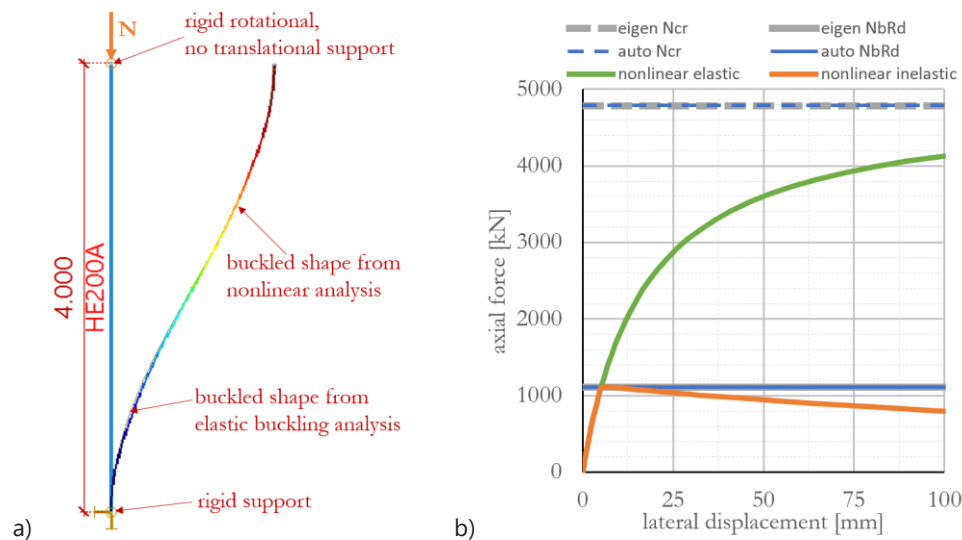 N
rigid rotational,
no translational support
4.000
HE200A
buckled shape from
nonlinear analysis
buckled shape from
elastic buckling analysis
rigid support
a)
eigen Ncr
eigen NbRd
auto Ncr
auto NbRd
nonlinear elastic
nonlinear inelastic
axial force [kN]
5000
4000
3000
2000
1000
0
0 25 50 75 100
lateral displacement [mm]
b)